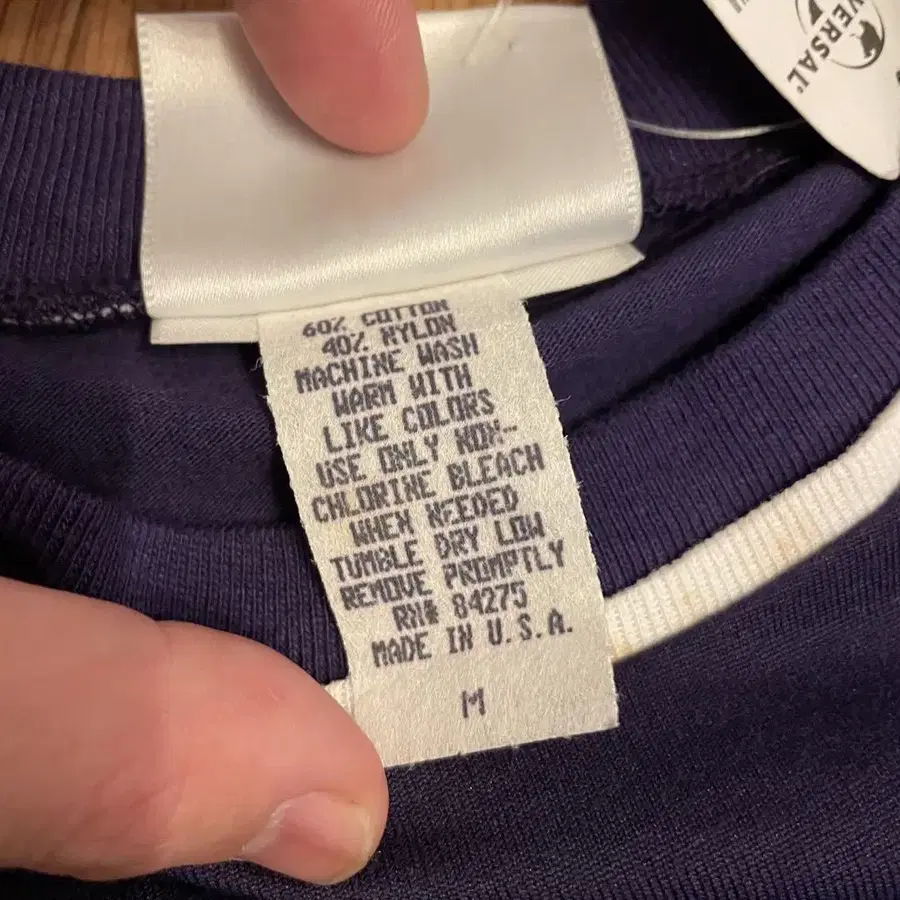 VERSAL
60% COTTON
40% NYLON
MACHINE WASH
WARM WITH
LIKE COLORS
USE ONLY NON-
CHLORINE BLEACH
WHEN NEEDED
TUMBLE DRY LOW
REMOVE PROMPTLY
RN# 84275
MADE IN U.S.A.
M